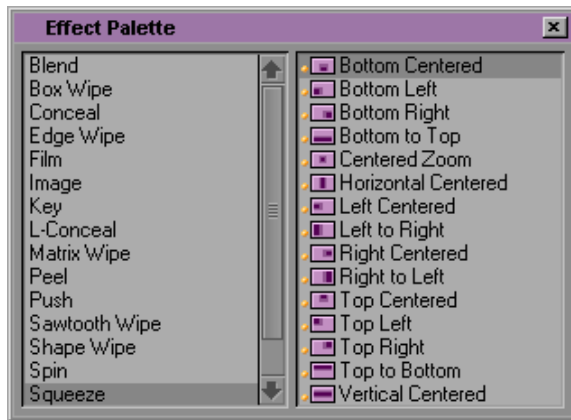 Effect Palette
Blend
Box Wipe
Conceal
Edge Wipe
Film
Image
Key
L-Conceal
Matrix Wipe
Peel
Push
Sawtooth Wipe
Shape Wipe
Spin
Squeeze
Bottom Centered
Bottom Left
Bottom Right
Bottom to Top
Centered Zoom
Horizontal Centered
Left Centered
Left to Right
Right Centered
Right to Left
Top Centered
Top Left
Top Right
Top to Bottom
Vertical Centered